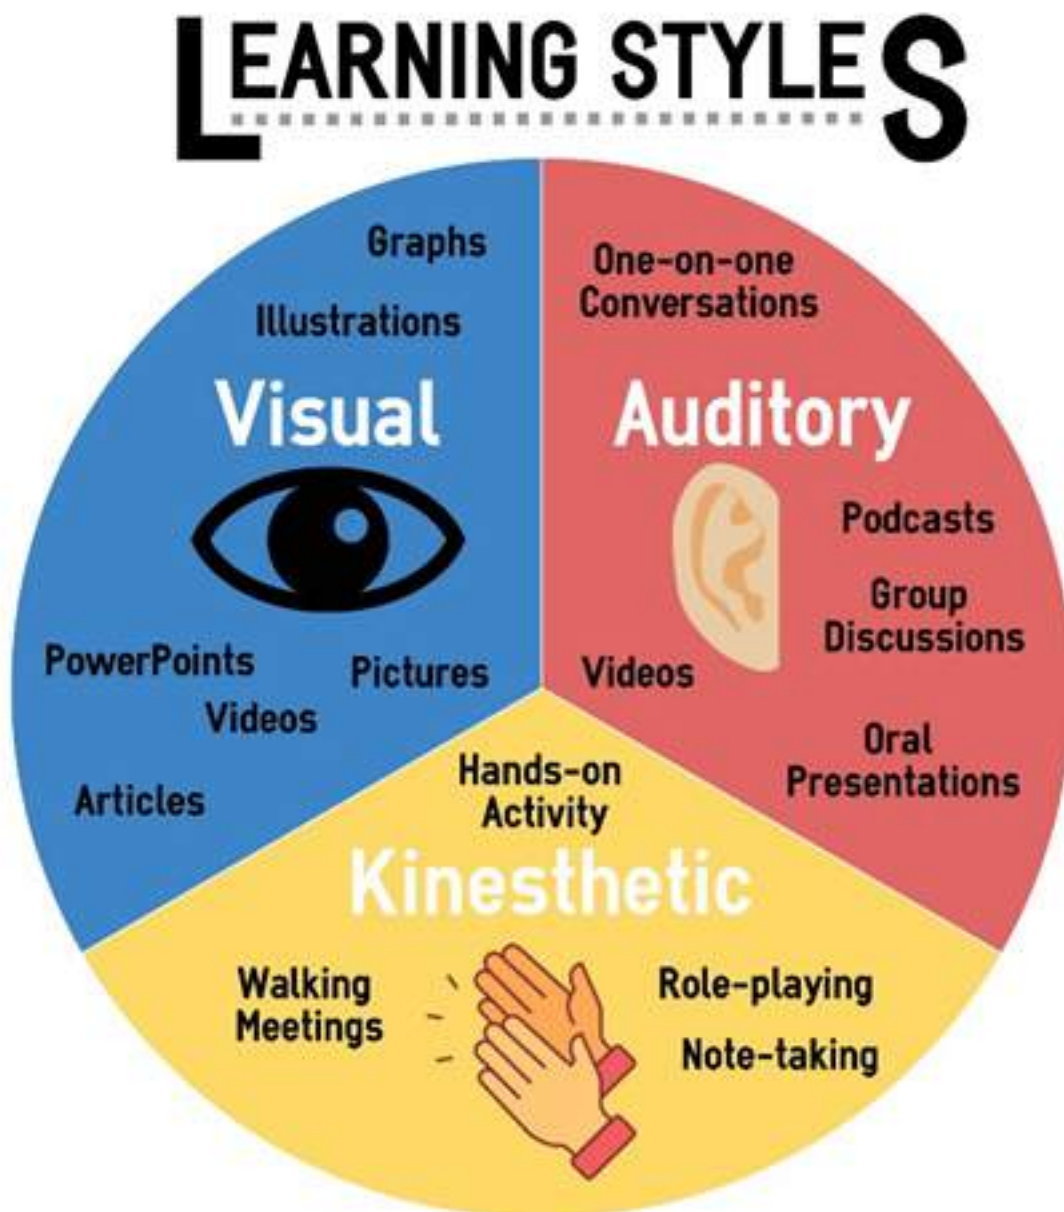 LEARNING STYLES
Graphs
Illustrations
Visual
PowerPoints
Pictures
Videos
Articles
One-on-one
Conversations
Auditory
Podcasts
Group
Discussions
Videos
Oral
Presentations
Hands-on
Activity
Kinesthetic
Walking
Meetings
Role-playing
Note-taking